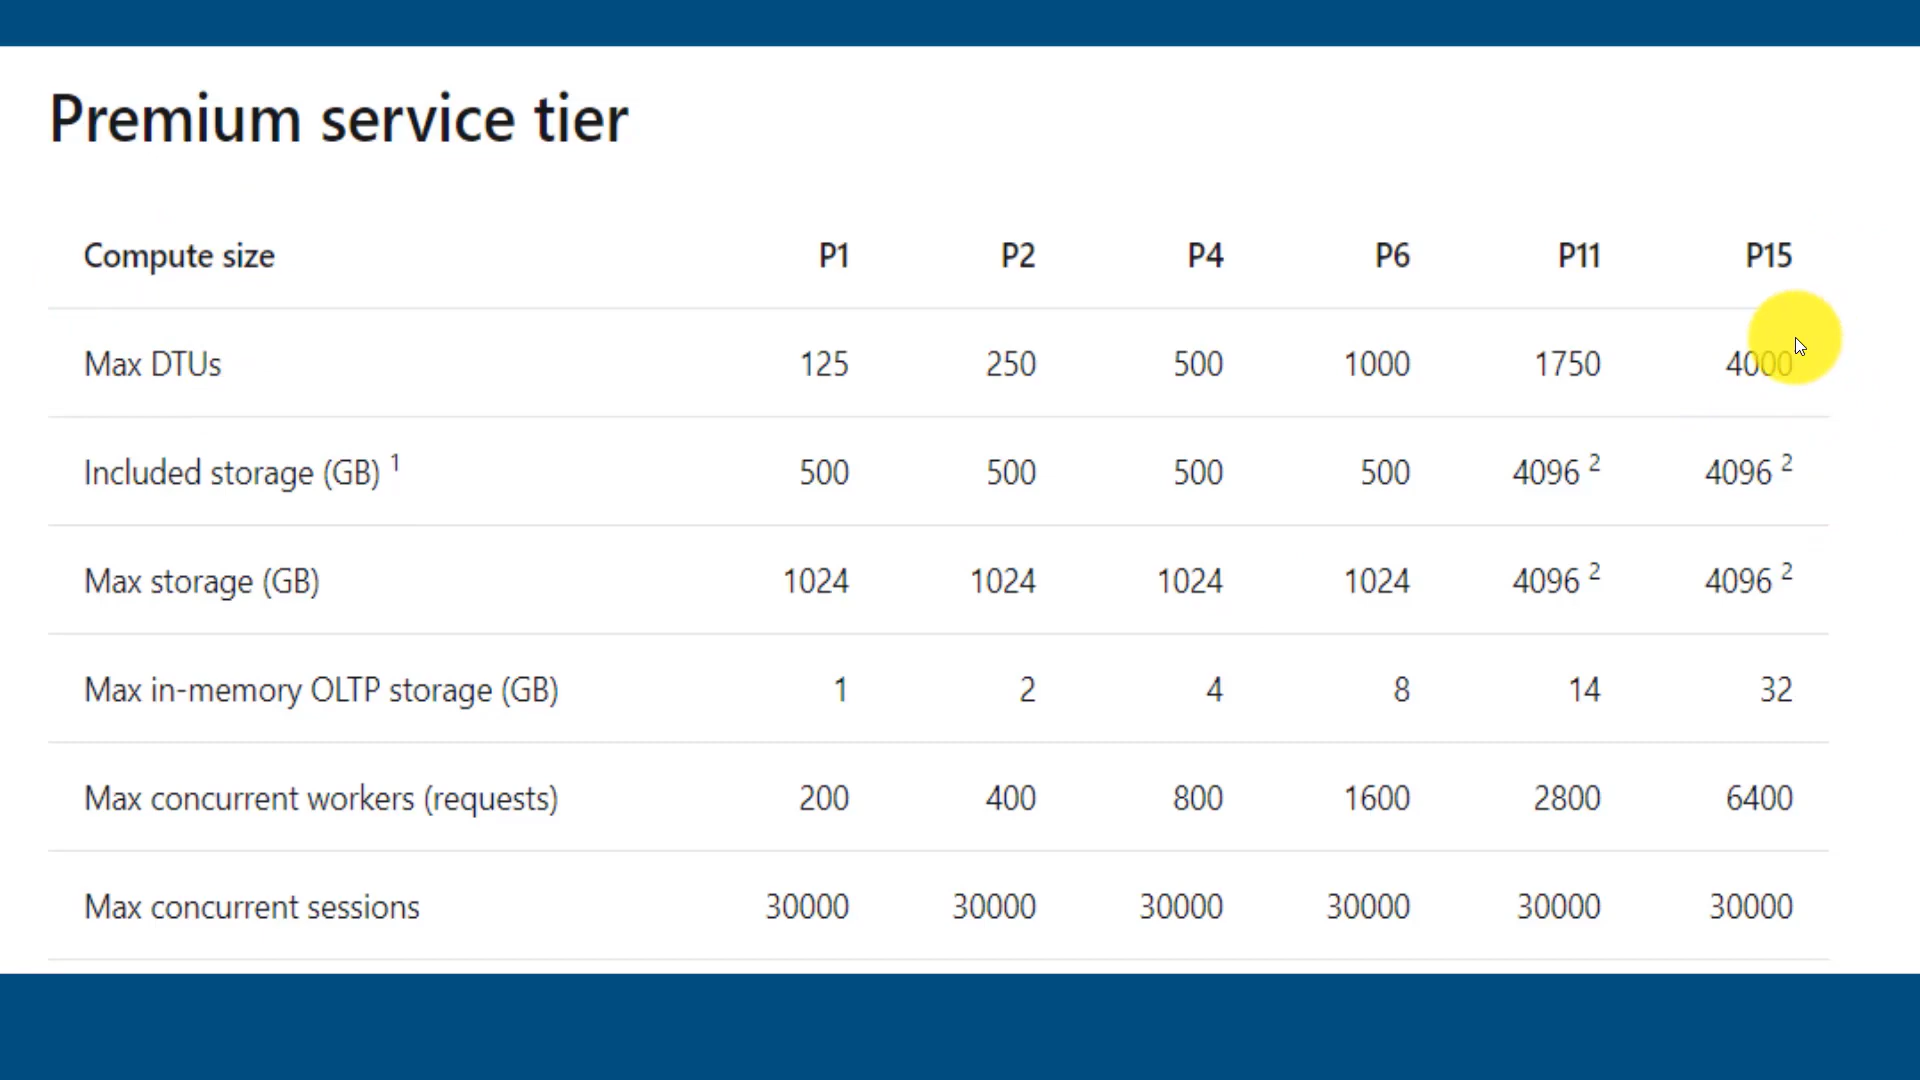 Premium service tier
Compute size P1 P2 P4 P6 P11 P15
Max DTUs 125 250 500 1000 1750 4000
Included storage (GB) 1 500 500 500 500 4096 2 4096 2
Max storage (GB) 1024 1024 1024 1024 4096 2 4096 2
Max in-memory OLTP storage (GB) 1 2 4 8 14 32
Max concurrent workers (requests) 200 400 800 1600 2800 6400
Max concurrent sessions 30000 30000 30000 30000 30000 30000